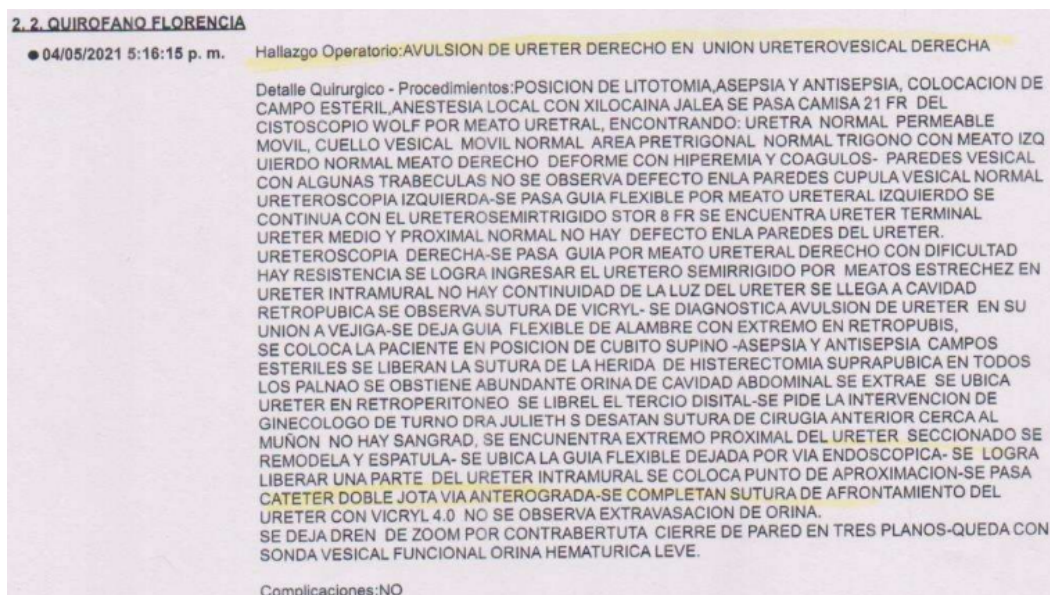 2. 2. QUIROFANO FLORENCIA
● 04/05/2021 5:16:15 p. m.
Hallazgo Operatorio:AVULSION DE URETER DERECHO EN UNION URETEROVESICAL DERECHA
Detalle Quirurgico - Procedimientos:POSICION DE LITOTOMIA,ASEPSIA Y ANTISEPSIA, COLOCACION DE
CAMPO ESTERIL,ANESTESIA LOCAL CON XILOCAINA JALEA SE PASA CAMISA 21 FR DEL
CISTOSCOPIO WOLF POR MEATO URETRAL, ENCONTRANDO: URETRA NORMAL PERMEABLE
MOVIL, CUELLO VESICAL MOVIL NORMAL AREA PRETRIGONAL NORMAL TRIGONO CON MEATO IZQ
UIERDO NORMAL MEATO DERECHO DEFORME CON HIPEREMIA Y COAGULOS- PAREDES VESICAL
CON ALGUNAS TRABECULAS NO SE OBSERVA DEFECTO ENLA PAREDES CUPULA VESICAL NORMAL
URETEROSCOPIA IZQUIERDA-SE PASA GUIA FLEXIBLE POR MEATO URETERAL IZQUIERDO SE
CONTINUA CON EL URETEROSEMIRTRIGIDO STOR 8 FR SE ENCUENTRA URETER TERMINAL
URETER MEDIO Y PROXIMAL NORMAL NO HAY DEFECTO ENLA PAREDES DEL URETER.
URETEROSCOPIA DERECHA-SE PASA GUIA POR MEATO URETERAL DERECHO CON DIFICULTAD
HAY RESISTENCIA SE LOGRA INGRESAR EL URETERO SEMIRRIGIDO POR MEATOS ESTRECHEZ EN
URETER INTRAMURAL NO HAY CONTINUIDAD DE LA LUZ DEL URETER SE LLEGA A CAVIDAD
RETROPUBICA SE OBSERVA SUTURA DE VICRYL- SE DIAGNOSTICA AVULSION DE URETER EN SU
UNION A VEJIGA-SE DEJA GUIA FLEXIBLE DE ALAMBRE CON EXTREMO EN RETROPUBIS,
SE COLOCA LA PACIENTE EN POSICION DE CUBITO SUPINO -ASEPSIA Y ANTISEPSIA CAMPOS
ESTERILES SE LIBERAN LA SUTURA DE LA HERIDA DE HISTERECTOMIA SUPRAPUBICA EN TODOS
LOS PALNAO SE OBSTIENE ABUNDANTE ORINA DE CAVIDAD ABDOMINAL SE EXTRAE SE UBICA
URETER EN RETROPERITONEO SE LIBREL EL TERCIO DISITAL-SE PIDE LA INTERVENCION DE
GINECOLOGO DE TURNO DRA JULIETH S DESATAN SUTURA DE CIRUGIA ANTERIOR CERCA AL
MUÑON NO HAY SANGRAD, SE ENCUNENTRA EXTREMO PROXIMAL DEL URETER SECCIONADO SE
REMODELA Y ESPATULA- SE UBICA LA GUIA FLEXIBLE DEJADA POR VIA ENDOSCOPICA- SE LOGRA
LIBERAR UNA PARTE DEL URETER INTRAMURAL SE COLOCA PUNTO DE APROXIMACION-SE PASA
CATETER DOBLE JOTA VIA ANTEROGRADA-SE COMPLETAN SUTURA DE AFRONTAMIENTO DEL
URETER CON VICRYL 4.0 NO SE OBSERVA EXTRAVASACION DE ORINA.
SE DEJA DREN DE ZOOM POR CONTRABERTUTA CIERRE DE PARED EN TRES PLANOS-QUEDA CON
SONDA VESICAL FUNCIONAL ORINA HEMATURICA LEVE.
Complicaciones:NO